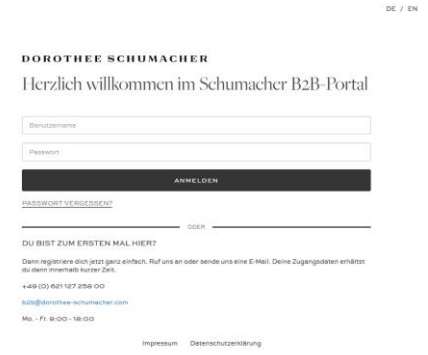 DE / EN
DOROTHEE SCHUMACHER
Herzlich willkommen im Schumacher B2B-Portal
Benutzername
Passwort
ANMELDEN
PASSWORT VERGESSEN?
ODER
DU BIST ZUM ERSTEN MAL HIER?
Dann registriere dich jetzt ganz einfach. Ruf uns an oder sende uns eine E-Mail. Deine Zugangsdaten erhältst
du dann innerhalb kurzer Zeit.
+49 (0) 621 127 258 00
b2b@dorothee-schumacher.com
Mo. - Fr. 9:00 - 18:00
Impressum Datenschutzerklärung